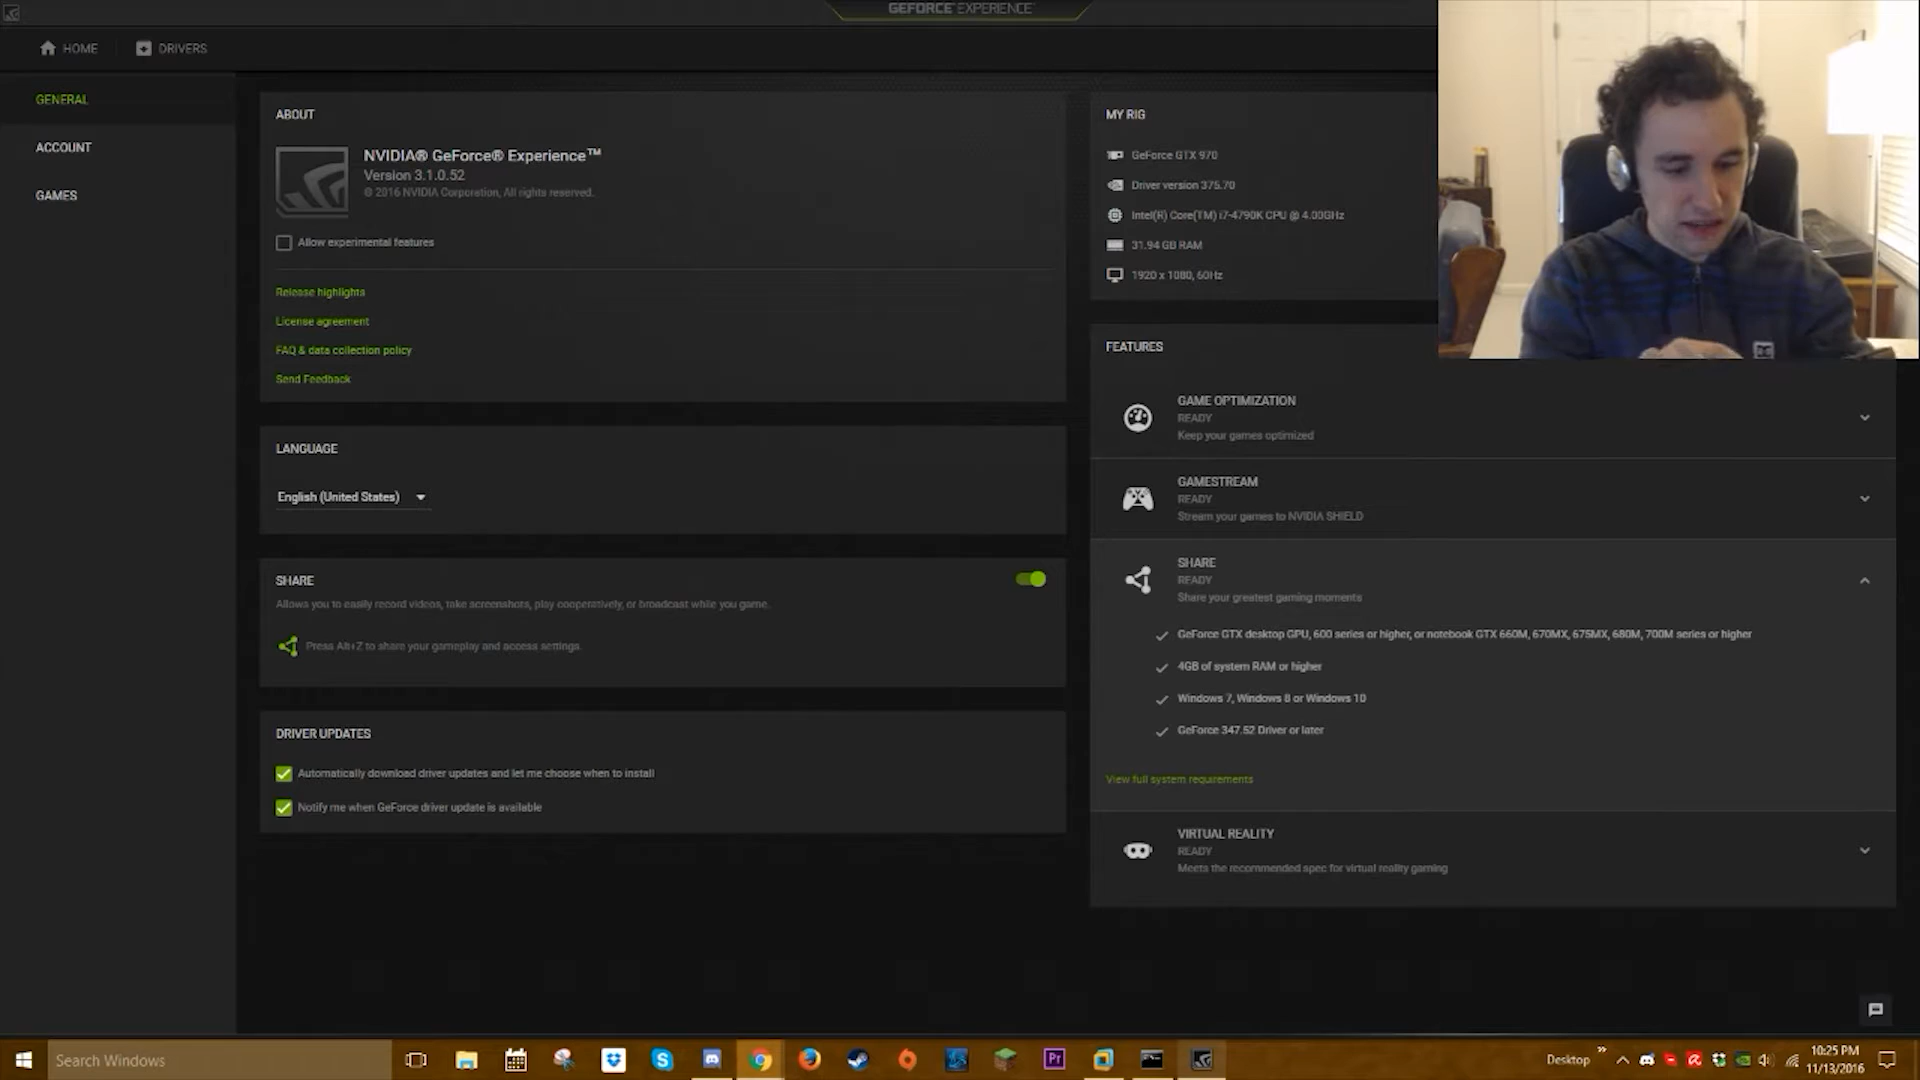 GEFORCE EXPERIENCE
HOME
DRIVERS
GENERAL
ACCOUNT
GAMES
ABOUT
NVIDIA® GeForce® Experience™
Version 3.1.0.52
© 2016 NVIDIA Corporation, All rights reserved.
Allow experimental features
Release highlights
License agreement
FAQ & data collection policy
Send Feedback
LANGUAGE
English (United States)
SHARE
Allows you to easily record videos, take screenshots, play cooperatively, or broadcast while you game.
Press Alt+Z to share your gameplay and access settings.
DRIVER UPDATES
Automatically download driver updates and let me choose when to install
Notify me when GeForce driver update is available
MY RIG
GeForce GTX 970
Driver version 375.70
Intel(R) Core(TM) i7-4790K CPU @ 4.00GHz
31.94 GB RAM
1920 x 1080, 60Hz
FEATURES
GAME OPTIMIZATION
READY
Keep your games optimized
GAMESTREAM
READY
Stream your games to NVIDIA SHIELD
SHARE
READY
Share your greatest gaming moments
GeForce GTX desktop GPU, 600 series or higher, or notebook GTX 660M, 670MX, 675MX, 680M, 700M series or higher
4GB of system RAM or higher
Windows 7, Windows 8 or Windows 10
GeForce 347.52 Driver or later
View full system requirements
VIRTUAL REALITY
READY
Meets the recommended spec for virtual reality gaming
Search Windows
Pr
Desktop
10:25 PM
11/13/2016